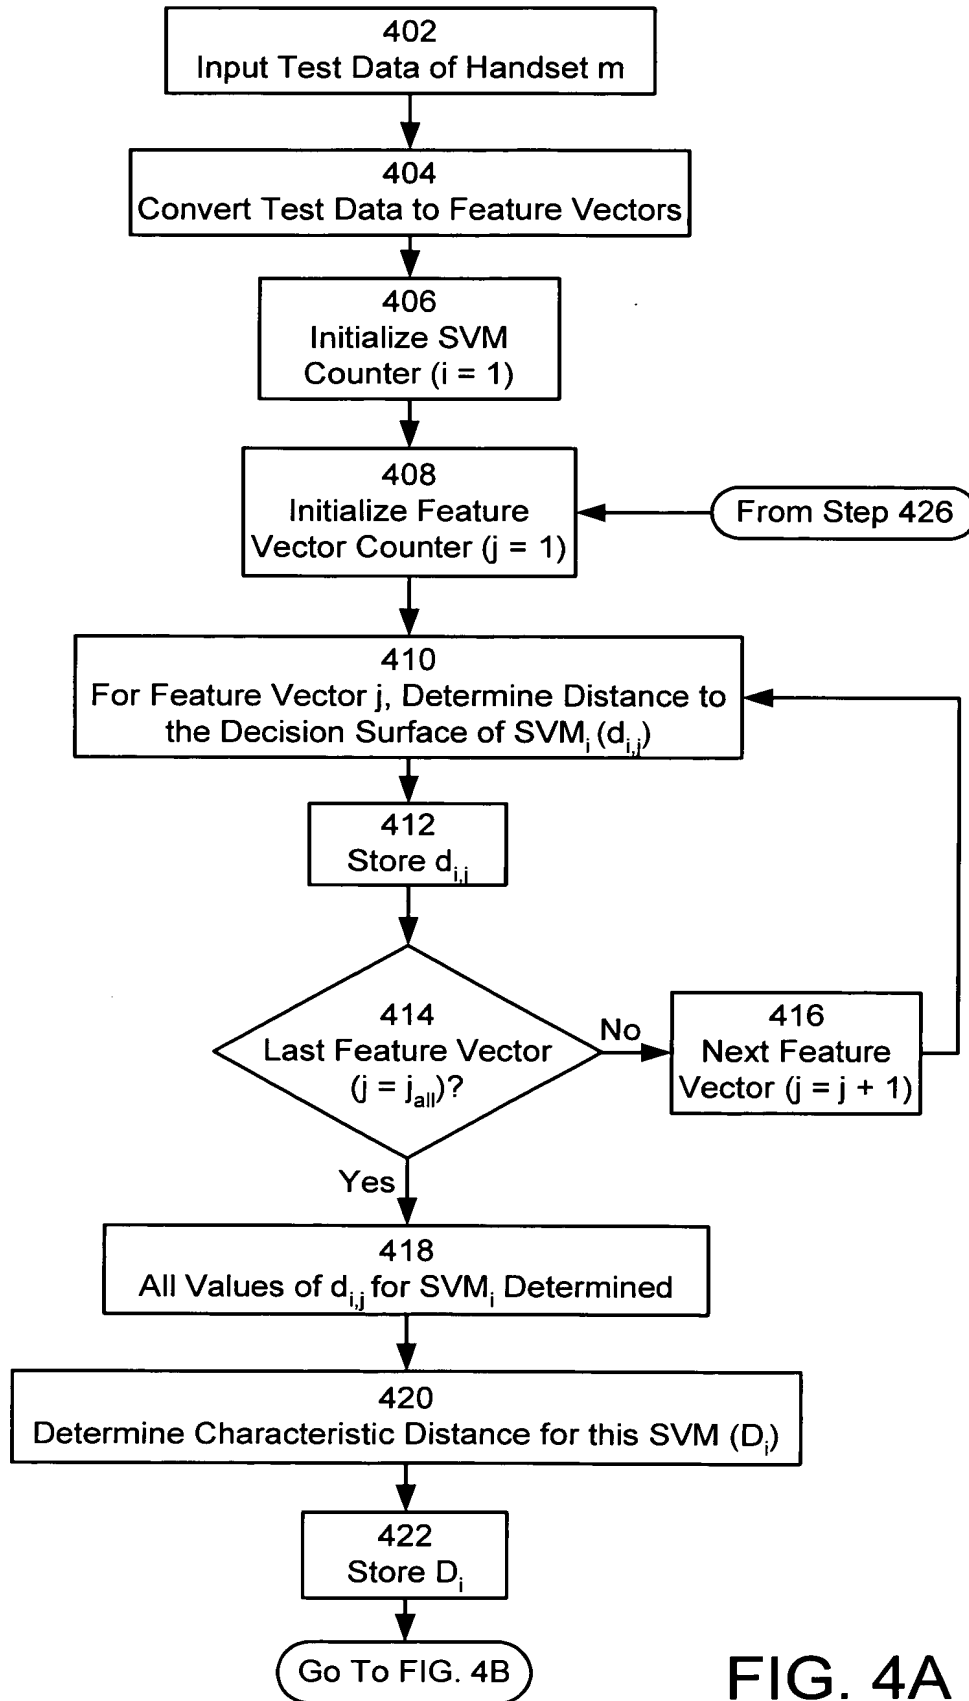 402
Input Test Data of Handset m
404
Convert Test Data to Feature Vectors
406
Initialize SVM
Counter (i = 1)
408
Initialize Feature
Vector Counter (j = 1)
From Step 426
410
For Feature Vector j, Determine Distance to
the Decision Surface of SVMi (di,j)
412
Store di,j
414
Last Feature Vector
(j = jall)?
No
416
Next Feature
Vector (j = j + 1)
Yes
418
All Values of di,j for SVMi Determined
420
Determine Characteristic Distance for this SVM (Di)
422
Store Di
Go To FIG. 4B
FIG. 4A